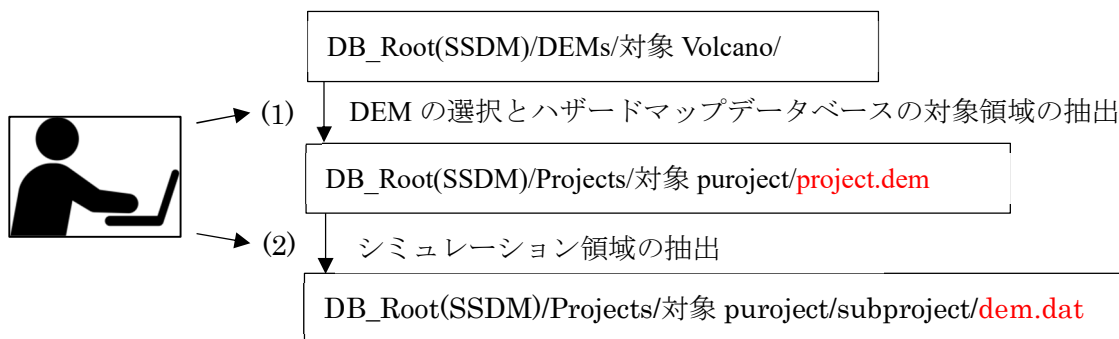 DB_Root(SSDM)/DEMs/対象 Volcano/
(1) DEM の選択とハザードマップデータベースの対象領域の抽出
DB_Root(SSDM)/Projects/対象 puroject/project.dem
(2) シミュレーション領域の抽出
DB_Root(SSDM)/Projects/対象 puroject/subproject/dem.dat